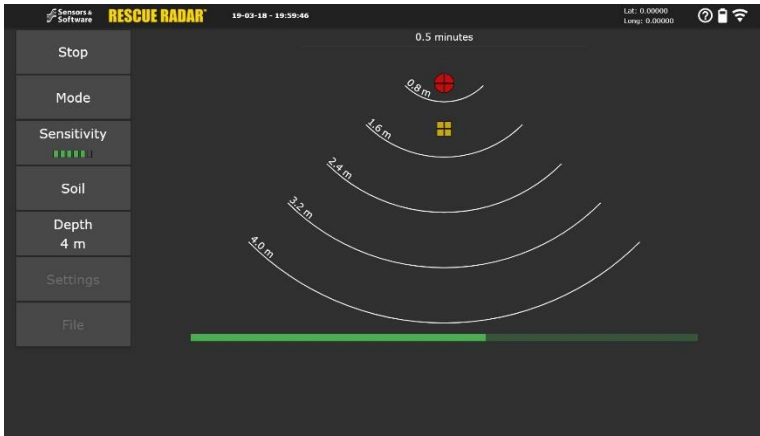 Sensors &
Software
RESCUE RADAR
19-03-18 - 19:59:46
Lat: 0.00000
Long: 0.00000
0.5 minutes
Stop
Mode
Sensitivity
Soil
Depth
4 m
Settings
File
0.8 m
1.6 m
2.4 m
3.2 m
4.0 m